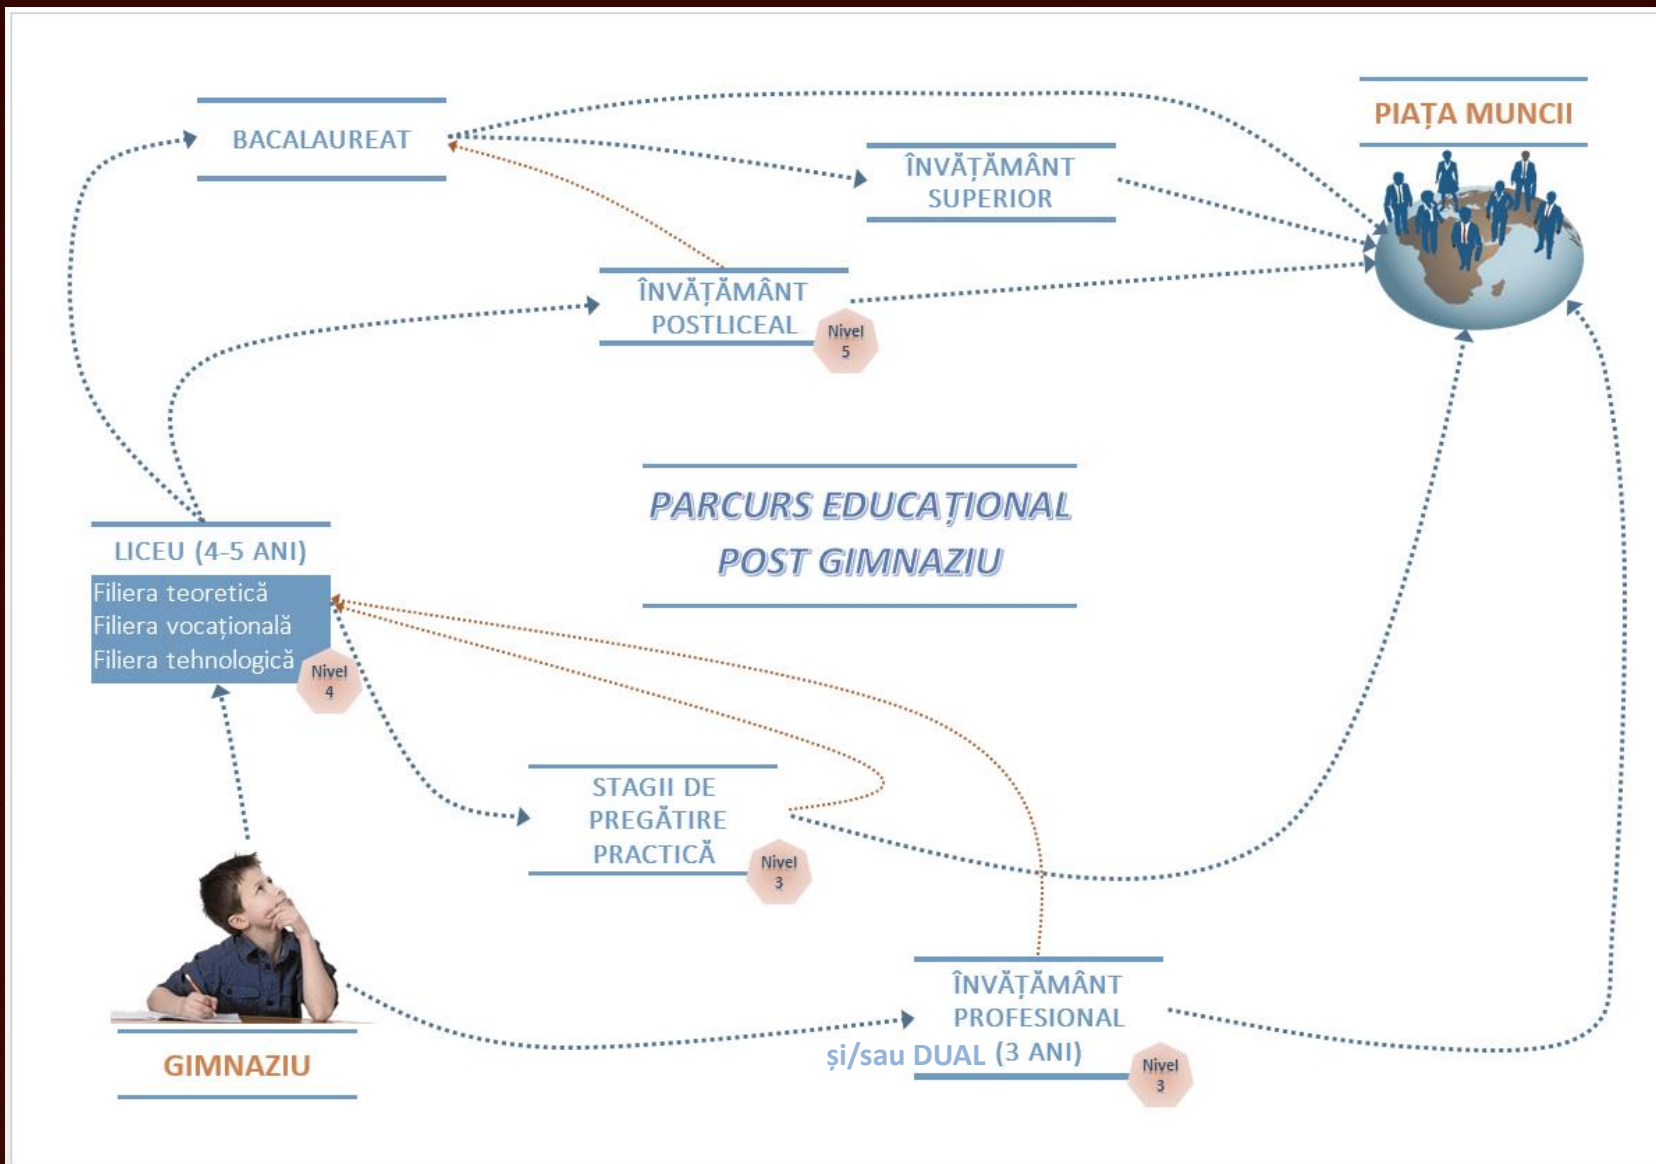 BACALAUREAT
PIAȚA MUNCII
ÎNVĂȚĂMÂNT
SUPERIOR
ÎNVĂȚĂMÂNT
POSTLICEAL
Nivel
5
PARCURS EDUCAȚIONAL
POST GIMNAZIU
LICEU (4-5 ANI)
Filiera teoretică
Filiera vocațională
Filiera tehnologică
Nivel
4
STAGII DE
PREGĂTIRE
PRACTICĂ
Nivel
3
GIMNAZIU
ÎNVĂȚĂMÂNT
PROFESIONAL
și/sau DUAL (3 ANI)
Nivel
3